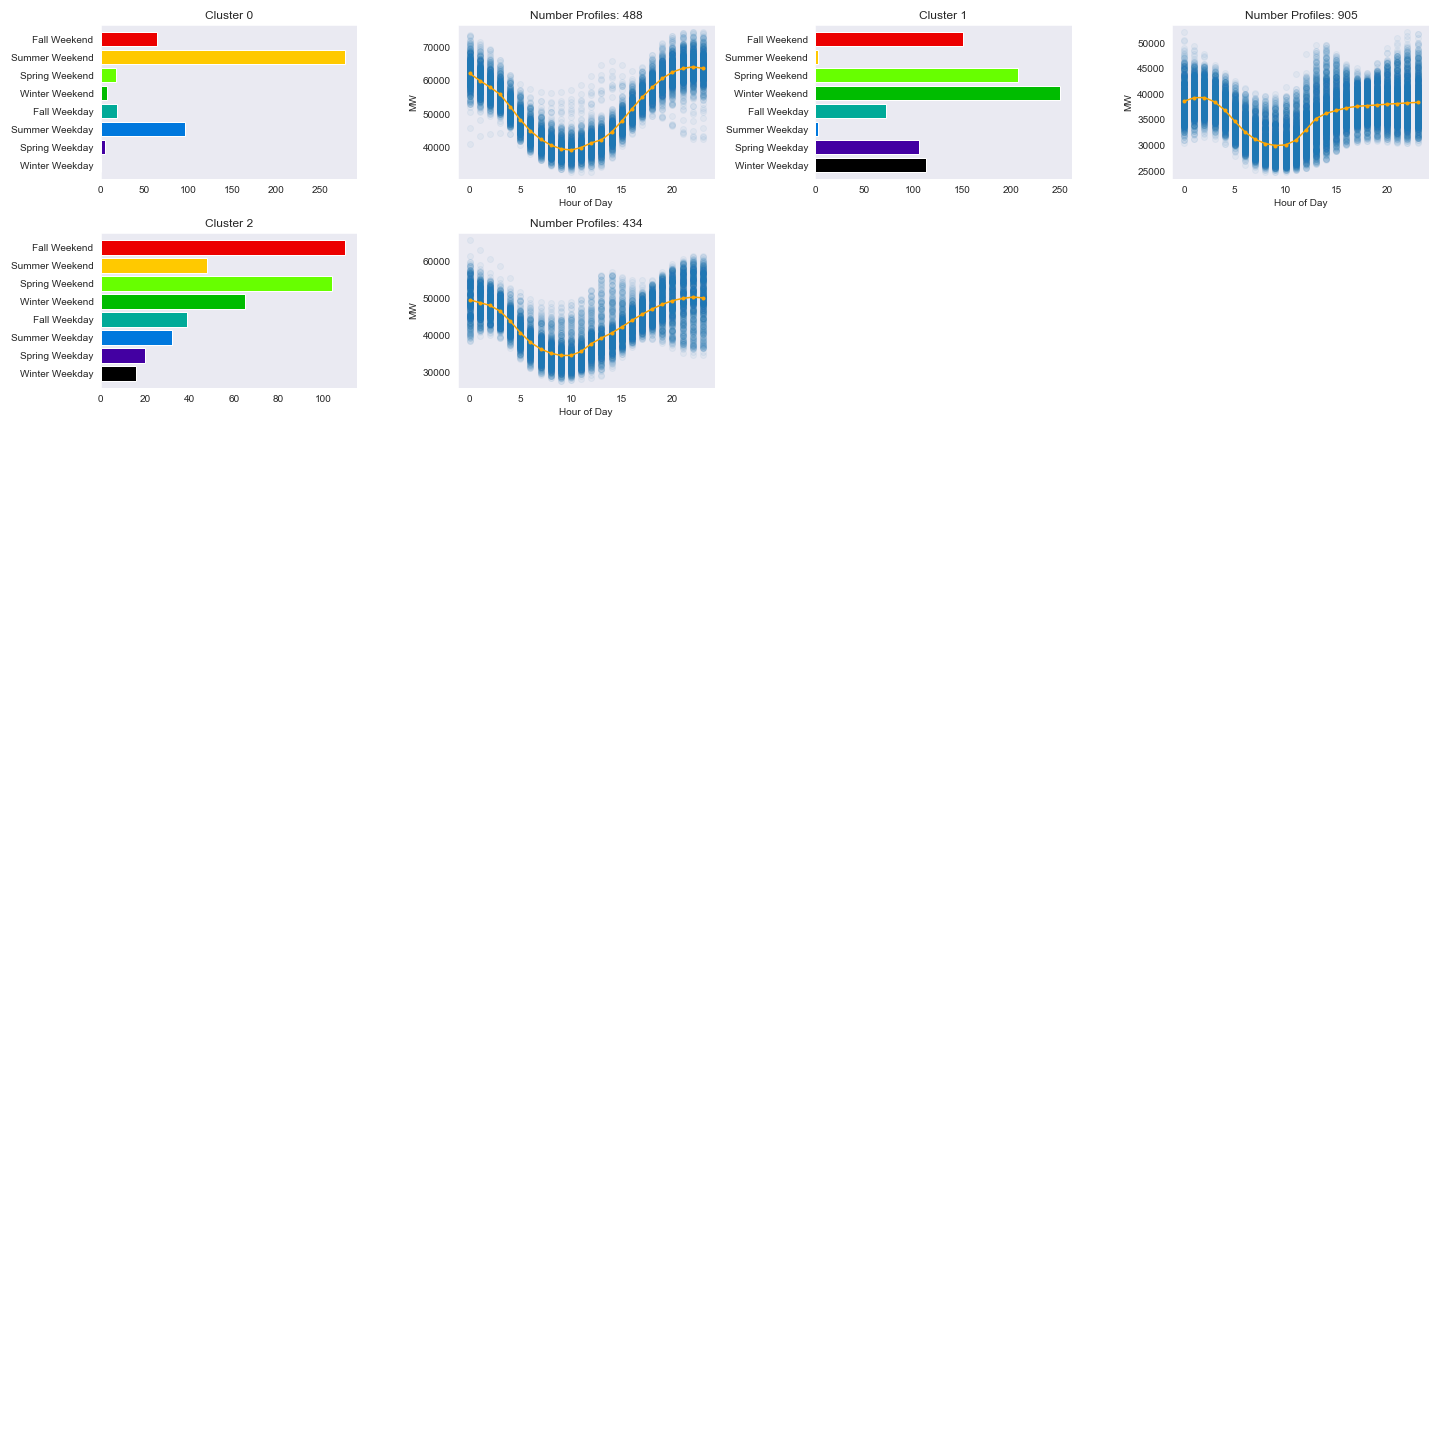 Cluster 0
Fall Weekend
Summer Weekend
Spring Weekend
Winter Weekend
Fall Weekday
Summer Weekday
Spring Weekday
Winter Weekday
0 50 100 150 200 250
Number Profiles: 488
70000
60000
50000
40000
MW
0 5 10 15 20
Hour of Day
Cluster 1
Fall Weekend
Summer Weekend
Spring Weekend
Winter Weekend
Fall Weekday
Summer Weekday
Spring Weekday
Winter Weekday
0 50 100 150 200 250
Number Profiles: 905
50000
45000
40000
35000
30000
25000
MW
0 5 10 15 20
Hour of Day
Cluster 2
Fall Weekend
Summer Weekend
Spring Weekend
Winter Weekend
Fall Weekday
Summer Weekday
Spring Weekday
Winter Weekday
0 20 40 60 80 100
Number Profiles: 434
60000
50000
40000
30000
MW
0 5 10 15 20
Hour of Day